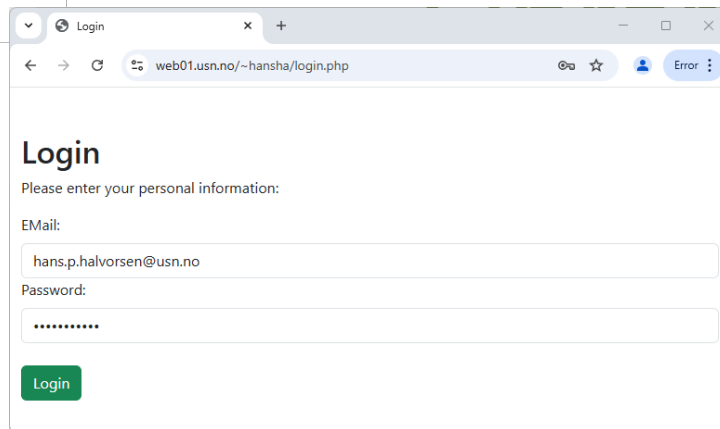 Login
web01.usn.no/~hansha/login.php
Error
Login
Please enter your personal information:
EMail:
hans.p.halvorsen@usn.no
Password:
•••••••••••
Login